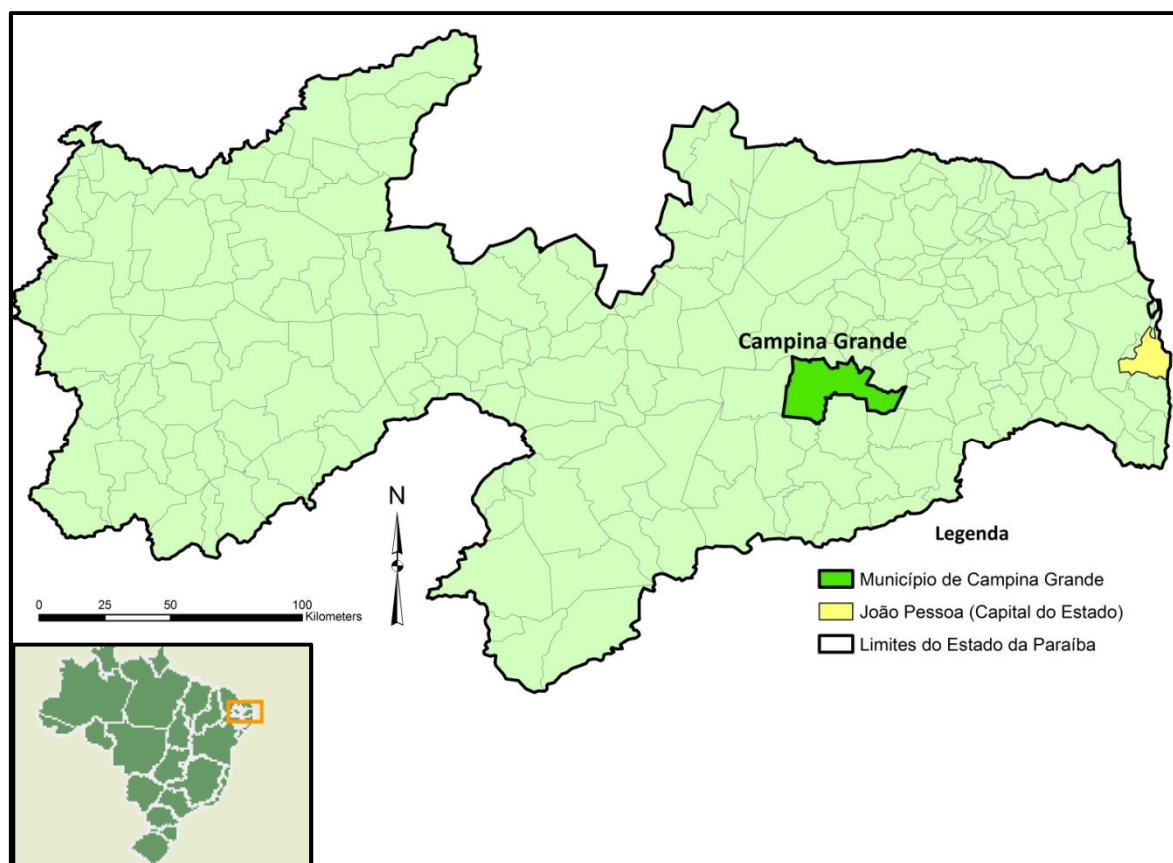 Campina Grande
N
Legenda
Município de Campina Grande
João Pessoa (Capital do Estado)
Limites do Estado da Paraíba
0 25 50 100
Kilometers